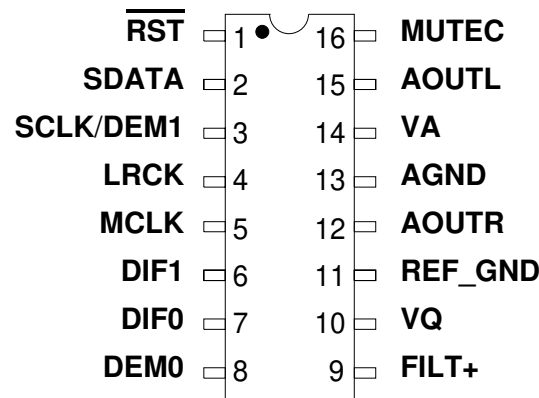 RST 1 16 MUTEC
SDATA 2 15 AOUTL
SCLK/DEM1 3 14 VA
LRCK 4 13 AGND
MCLK 5 12 AOUTR
DIF1 6 11 REF_GND
DIF0 7 10 VQ
DEM0 8 9 FILT+